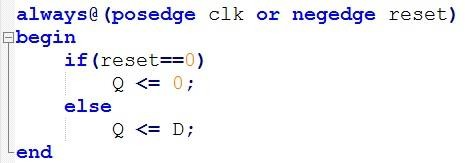 always@(posedge clk or negedge reset)
begin
    if(reset==0)
        Q <= 0;
    else
        Q <= D;
end